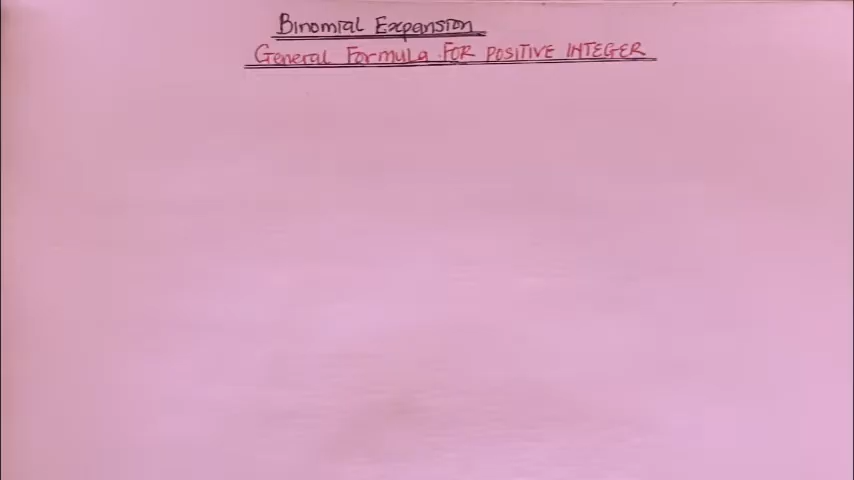 Binomial Expansion
General Formula FOR POSITIVE INTEGER